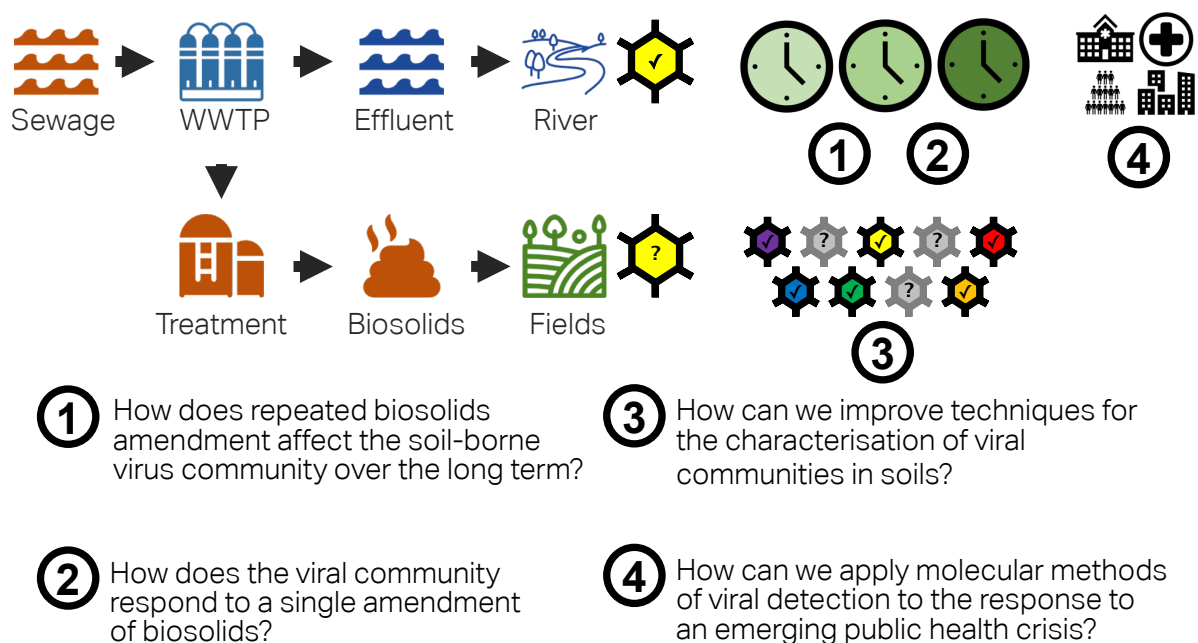 Sewage
WWTP
Effluent
River
1
2
4
?
Treatment
Biosolids
Fields
?
?
3
1
How does repeated biosolids
amendment affect the soil-borne
virus community over the long term?
3
How can we improve techniques for
the characterisation of viral
communities in soils?
2
How does the viral community
respond to a single amendment
of biosolids?
4
How can we apply molecular methods
of viral detection to the response to
an emerging public health crisis?